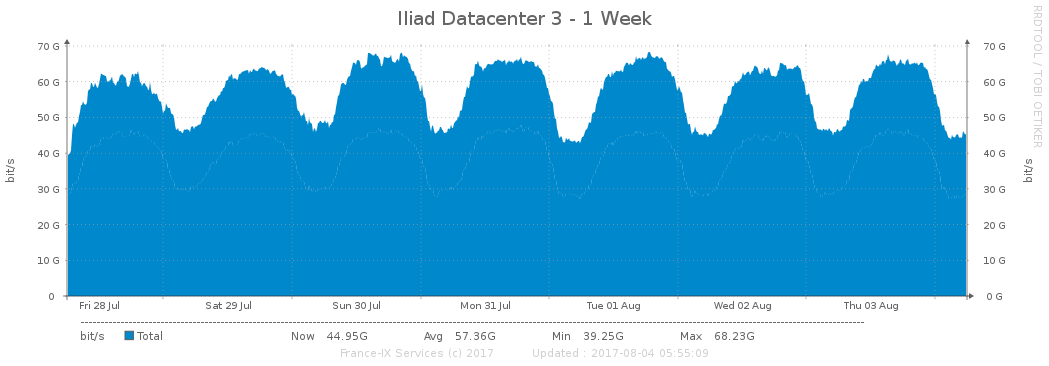 Iliad Datacenter 3 - 1 Week
RRDTOOL / TOBI OETIKER
70 G 70 G
60 G 60 G
50 G 50 G
40 G 40 G
30 G 30 G
20 G 20 G
10 G 10 G
0 0 G
bit/s bit/s
Fri 28 Jul Sat 29 Jul Sun 30 Jul Mon 31 Jul Tue 01 Aug Wed 02 Aug Thu 03 Aug
bit/s Total Now 44.95G Avg 57.36G Min 39.25G Max 68.23G
France-IX Services (c) 2017 Updated : 2017-08-04 05:55:09